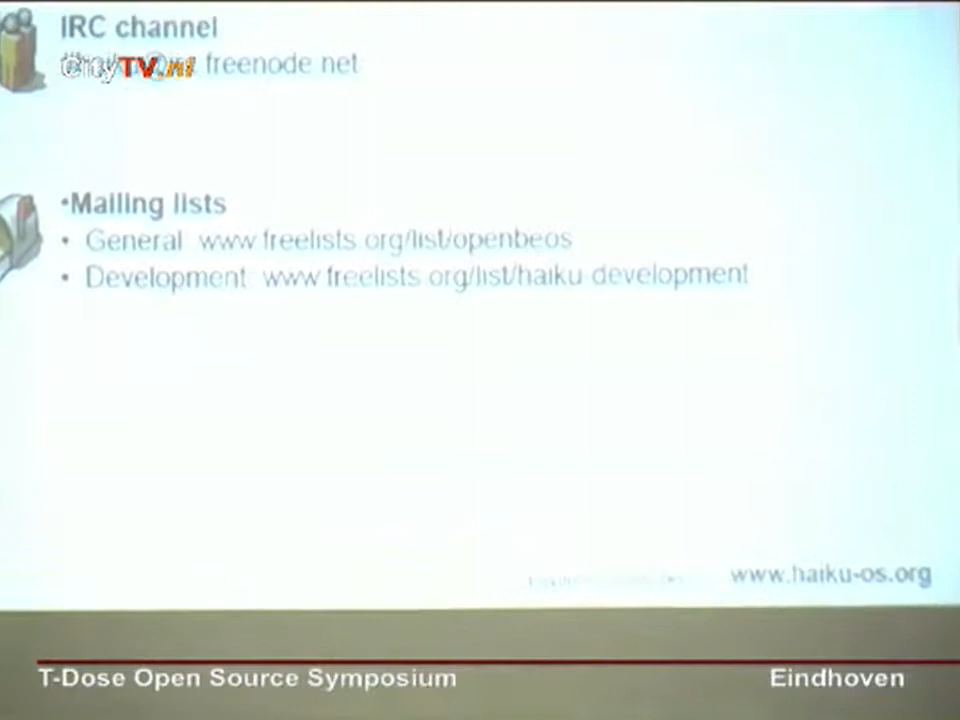 IRC channel
CityTV.nl freenode net
•Mailing lists
• General www freelists org/list/openbeos
• Development www freelists org/list/haiku development
www.haiku-os.org
T-Dose Open Source Symposium
Eindhoven